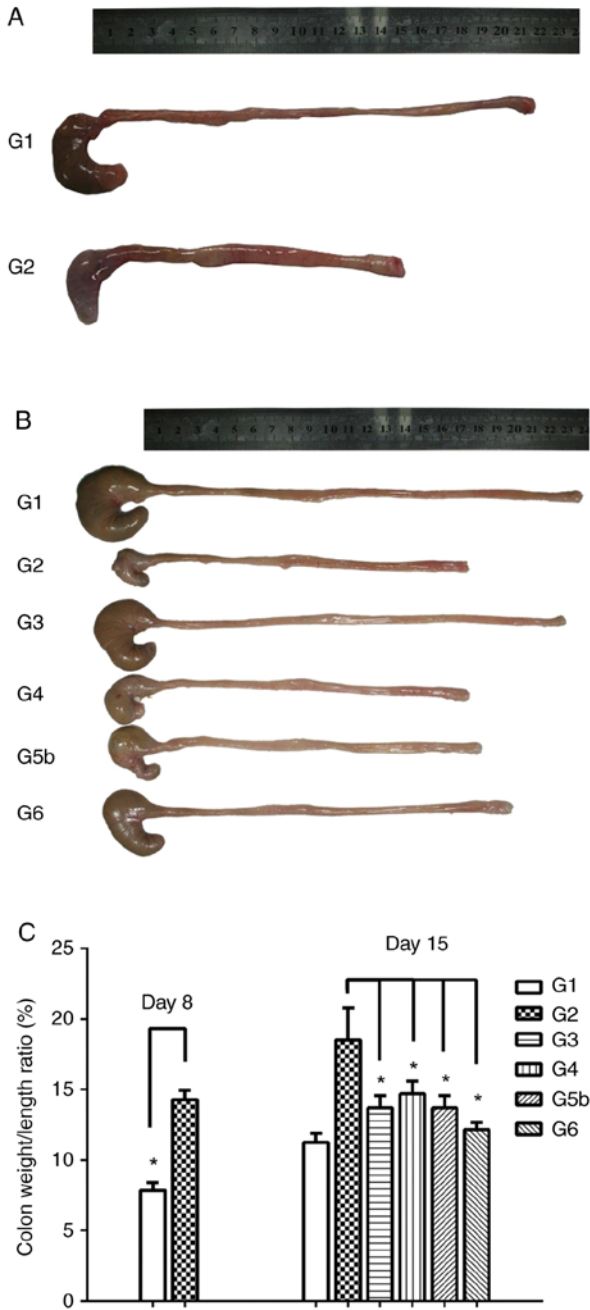 A
1 2 3 4 5 6 7 8 9 10 11 12 13 14 15 16 17 18 19 20 21 22 23
G1
G2
B
1 2 3 4 5 6 7 8 9 10 11 12 13 14 15 16 17 18 19 20 21 22 23 24
G1
G2
G3
G4
G5b
G6
C
Colon weight/length ratio (%)
25
20
15
10
5
0
Day 8
*
Day 15
* * * *
G1
G2
G3
G4
G5b
G6